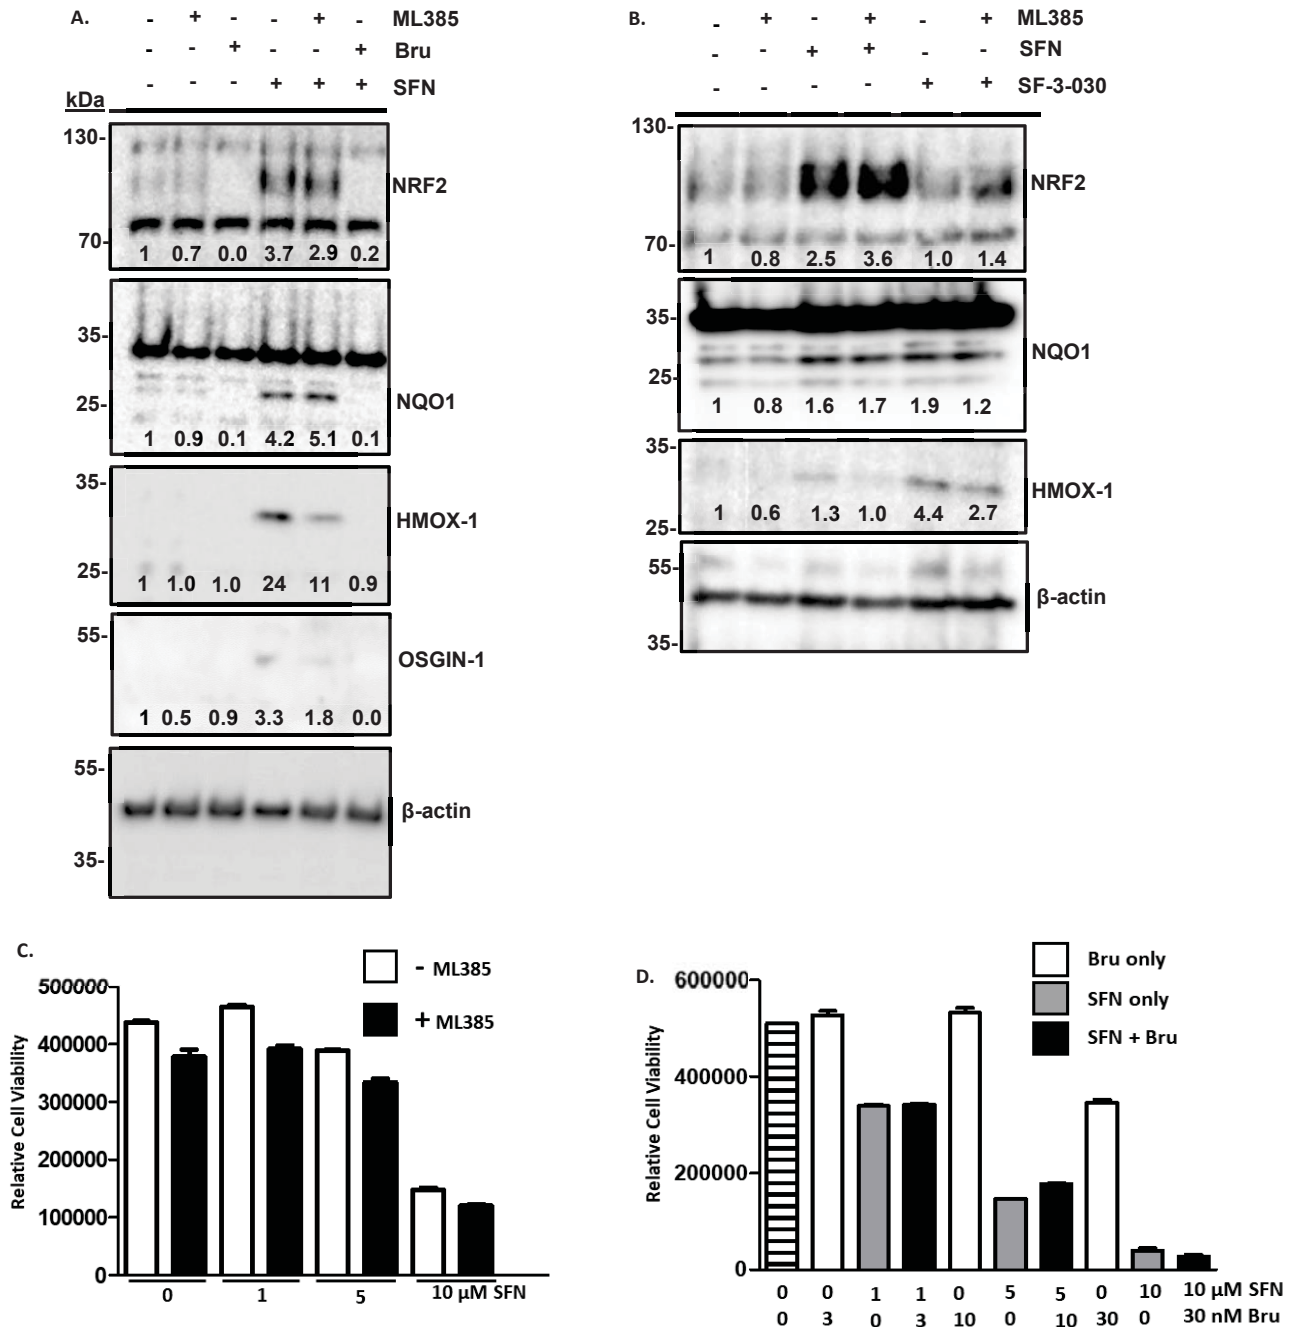 A.
- + - - + - ML385
- - + - - + Bru
- - - + + + SFN
kDa
130-
NRF2
70-
1 0.7 0.0 3.7 2.9 0.2
35-
NQO1
25-
1 0.9 0.1 4.2 5.1 0.1
35-
HMOX-1
25-
1 1.0 1.0 24 11 0.9
55-
OSGIN-1
1 0.5 0.9 3.3 1.8 0.0
55-
β-actin
35-
B.
- + - + - + ML385
- - + + - - SFN
- - - - + + SF-3-030
130-
NRF2
70-
1 0.8 2.5 3.6 1.0 1.4
35-
NQO1
25-
1 0.8 1.6 1.7 1.9 1.2
35-
HMOX-1
1 0.6 1.3 1.0 4.4 2.7
25-
55-
β-actin
35-
C.
- ML385
+ ML385
Relative Cell Viability
500000
400000
300000
200000
100000
0
0 1 5 10 µM SFN
D.
Bru only
SFN only
SFN + Bru
Relative Cell Viability
600000
400000
200000
0
0 0 1 1 0 5 5 0 10 10 µM SFN
0 3 0 3 10 0 10 30 0 30 nM Bru